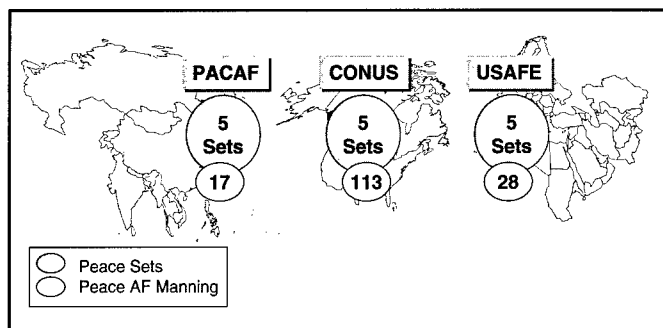 PACAF CONUS USAFE
5 Sets 5 Sets 5 Sets
17 113 28
Peace Sets
Peace AF Manning